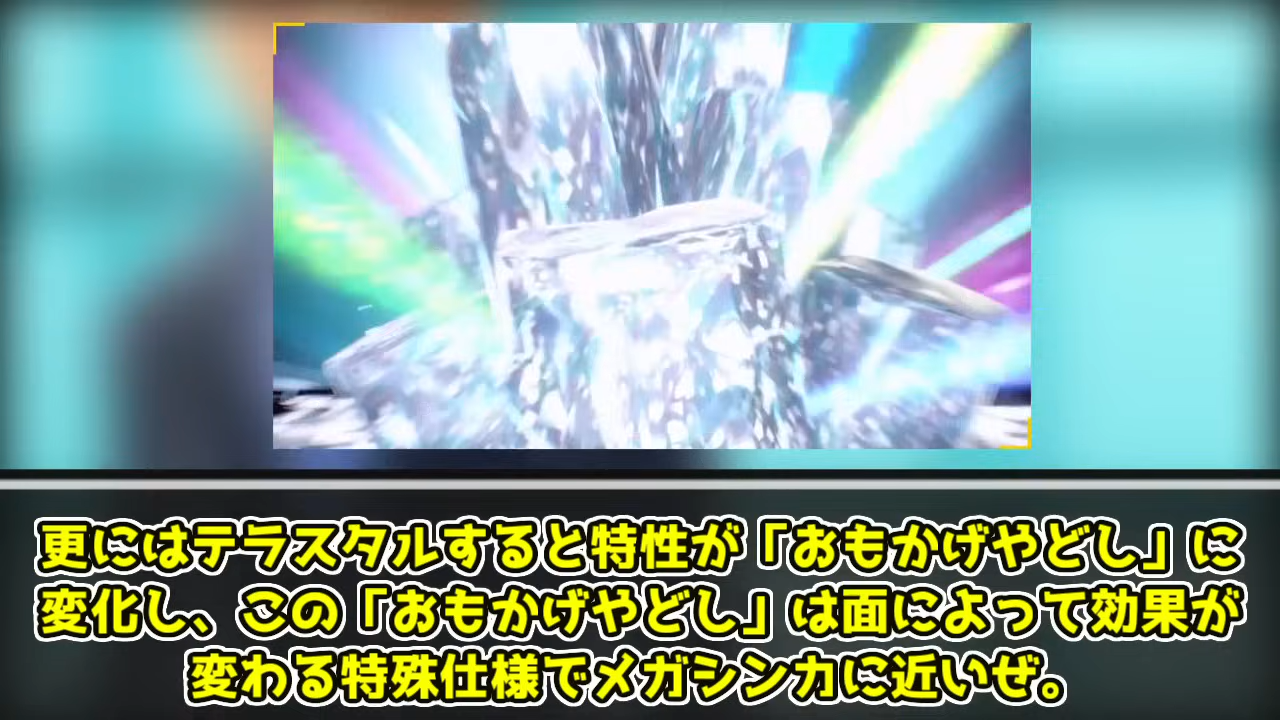 更にはテラスタルすると特性が「おもかげやどし」に
変化し、この「おもかげやどし」は面によって効果が
変わる特殊仕様でメガシンカに近いぜ。